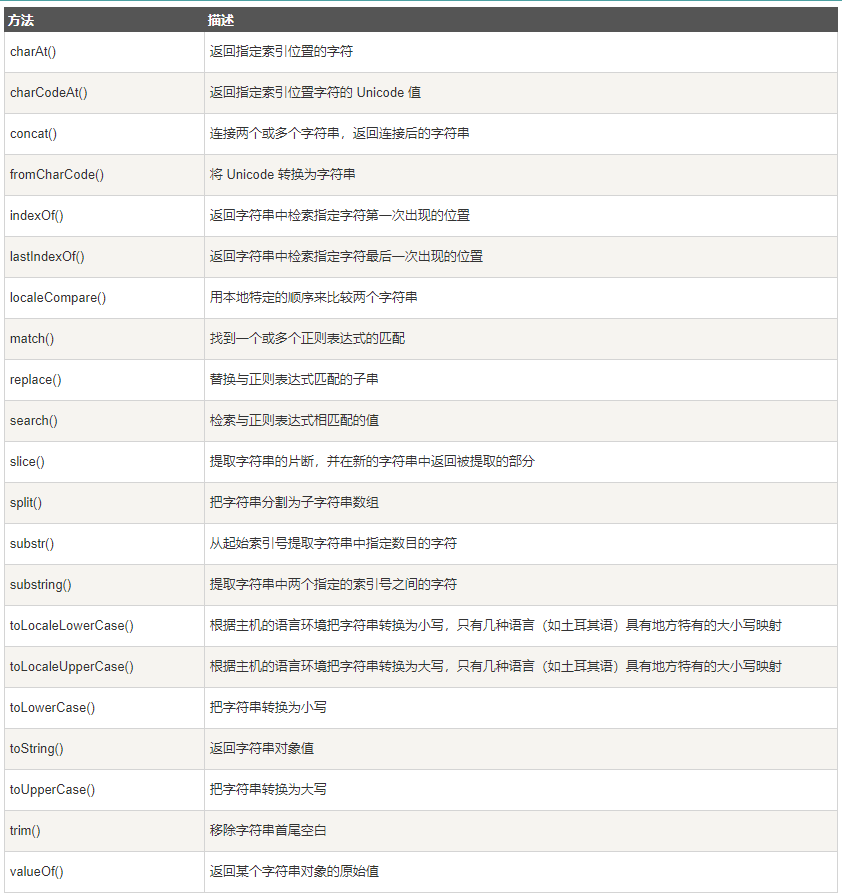 方法 描述
charAt() 返回指定索引位置的字符
charCodeAt() 返回指定索引位置字符的 Unicode 值
concat() 连接两个或多个字符串，返回连接后的字符串
fromCharCode() 将 Unicode 转换为字符串
indexOf() 返回字符串中检索指定字符第一次出现的位置
lastIndexOf() 返回字符串中检索指定字符最后一次出现的位置
localeCompare() 用本地特定的顺序来比较两个字符串
match() 找到一个或多个正则表达式的匹配
replace() 替换与正则表达式匹配的子串
search() 检索与正则表达式相匹配的值
slice() 提取字符串的片断，并在新的字符串中返回被提取的部分
split() 把字符串分割为子字符串数组
substr() 从起始索引号提取字符串中指定数目的字符
substring() 提取字符串中两个指定的索引号之间的字符
toLocaleLowerCase() 根据主机的语言环境把字符串转换为小写，只有几种语言（如土耳其语）具有地方特有的大小写映射
toLocaleUpperCase() 根据主机的语言环境把字符串转换为大写，只有几种语言（如土耳其语）具有地方特有的大小写映射
toLowerCase() 把字符串转换为小写
toString() 返回字符串对象值
toUpperCase() 把字符串转换为大写
trim() 移除字符串首尾空白
valueOf() 返回某个字符串对象的原始值